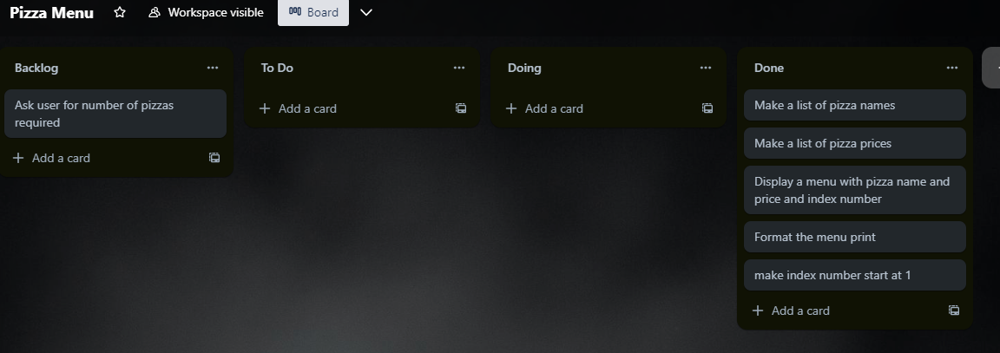 Pizza Menu
Workspace visible
Board
Backlog
Ask user for number of pizzas
required
Add a card
To Do
Add a card
Doing
Add a card
Done
Make a list of pizza names
Make a list of pizza prices
Display a menu with pizza name and
price and index number
Format the menu print
make index number start at 1
Add a card